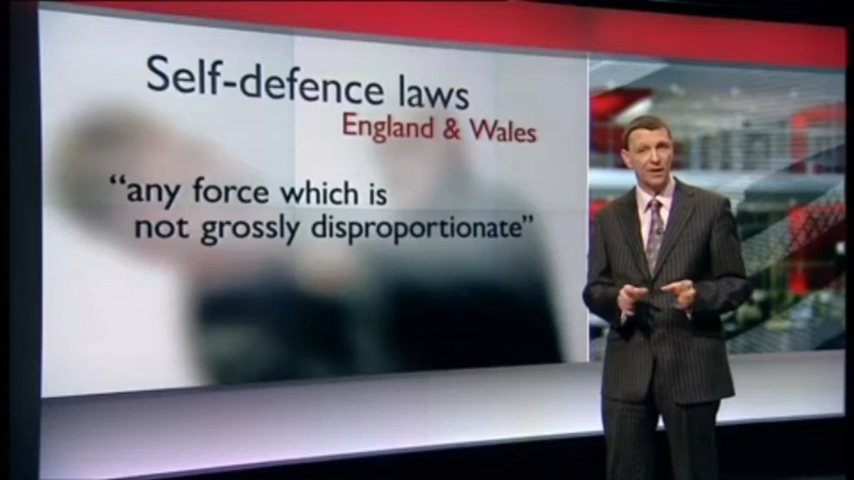 Self-defence laws
England & Wales
“any force which is
not grossly disproportionate”